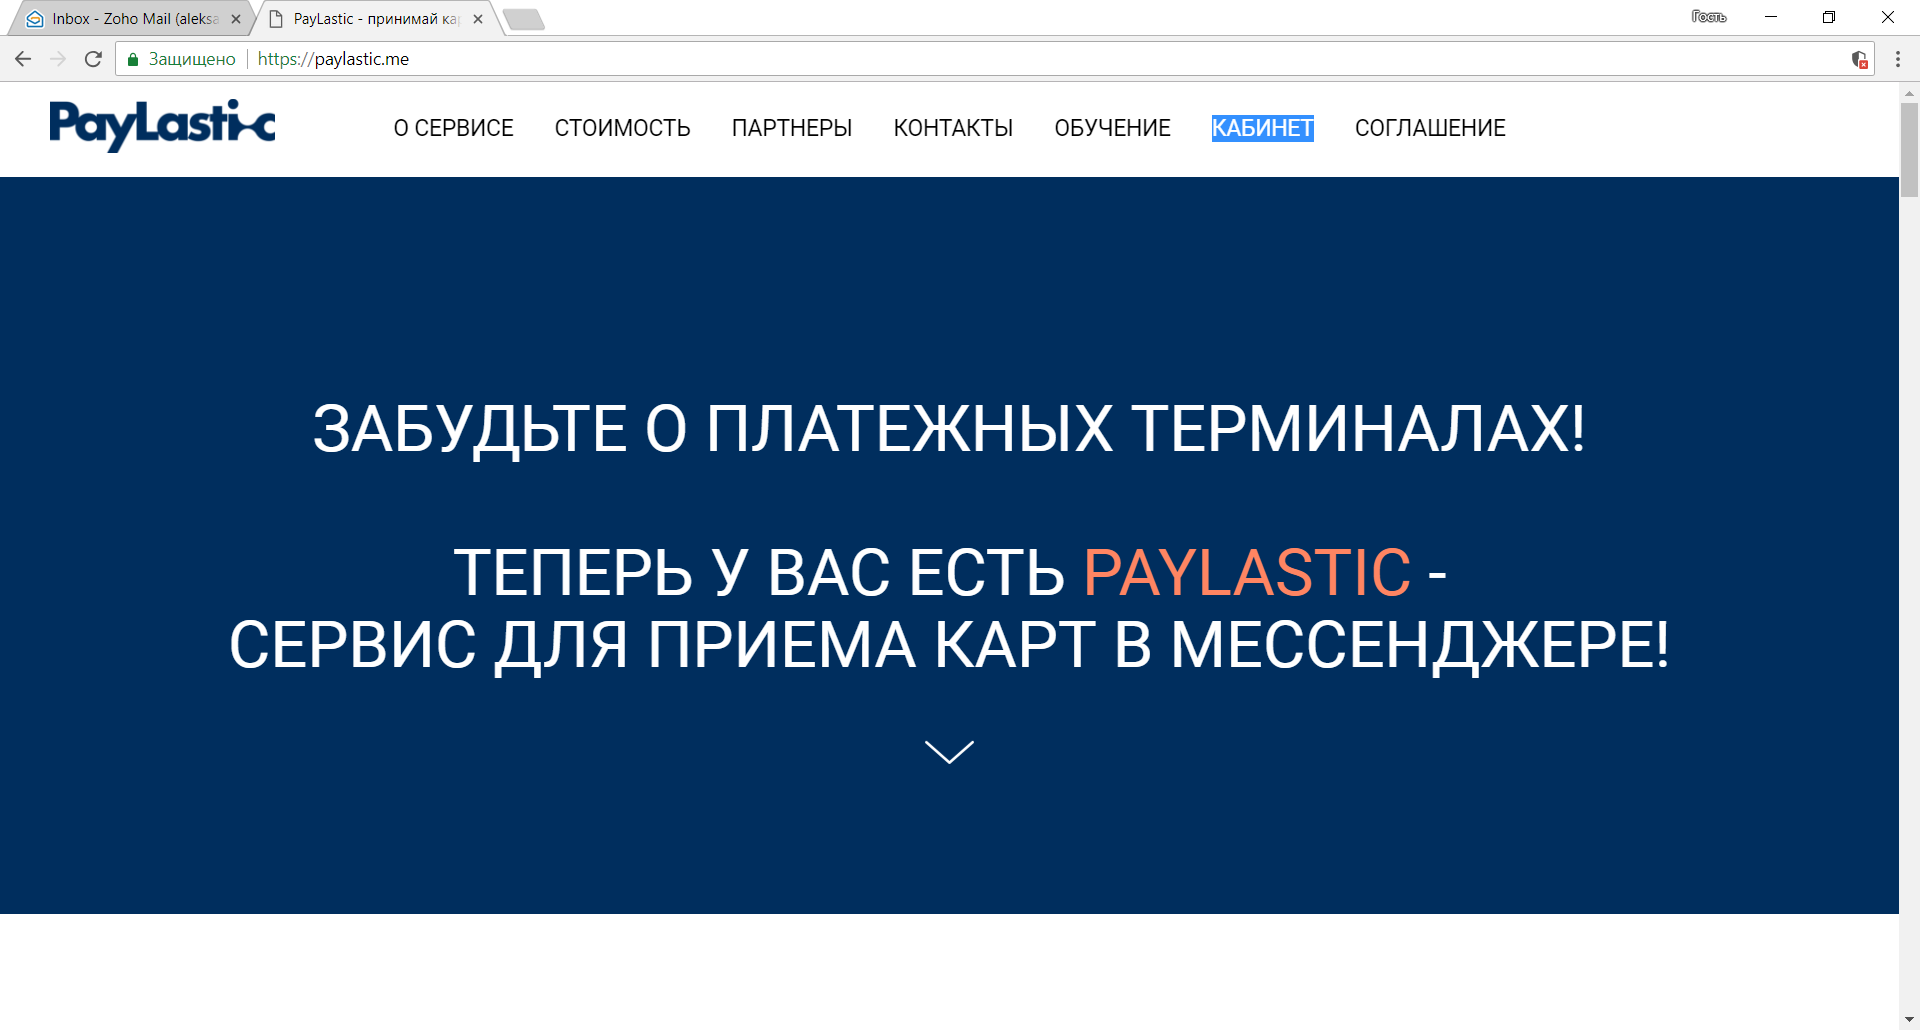 Inbox - Zoho Mail (aleksa
PayLastic - принимай ка
Гость
Защищено
https://paylastic.me
PayLastic
О СЕРВИСЕ
СТОИМОСТЬ
ПАРТНЕРЫ
КОНТАКТЫ
ОБУЧЕНИЕ
КАБИНЕТ
СОГЛАШЕНИЕ
ЗАБУДЬТЕ О ПЛАТЕЖНЫХ ТЕРМИНАЛАХ!
ТЕПЕРЬ У ВАС ЕСТЬ PAYLASTIC -
СЕРВИС ДЛЯ ПРИЕМА КАРТ В МЕССЕНДЖЕРЕ!